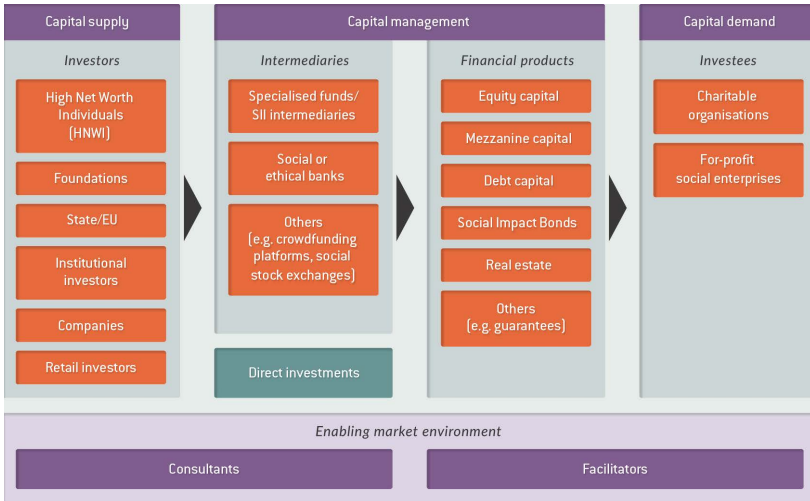 Capital supply
Capital management
Capital demand
Investors
High Net Worth
Individuals
(HNWI)
Foundations
State/EU
Institutional
investors
Companies
Retail investors
Intermediaries
Specialised funds/
SII intermediaries
Social or
ethical banks
Others
(e.g. crowdfunding
platforms, social
stock exchanges)
Direct investments
Financial products
Equity capital
Mezzanine capital
Debt capital
Social Impact Bonds
Real estate
Others
(e.g. guarantees)
Investees
Charitable
organisations
For-profit
social enterprises
Enabling market environment
Consultants
Facilitators